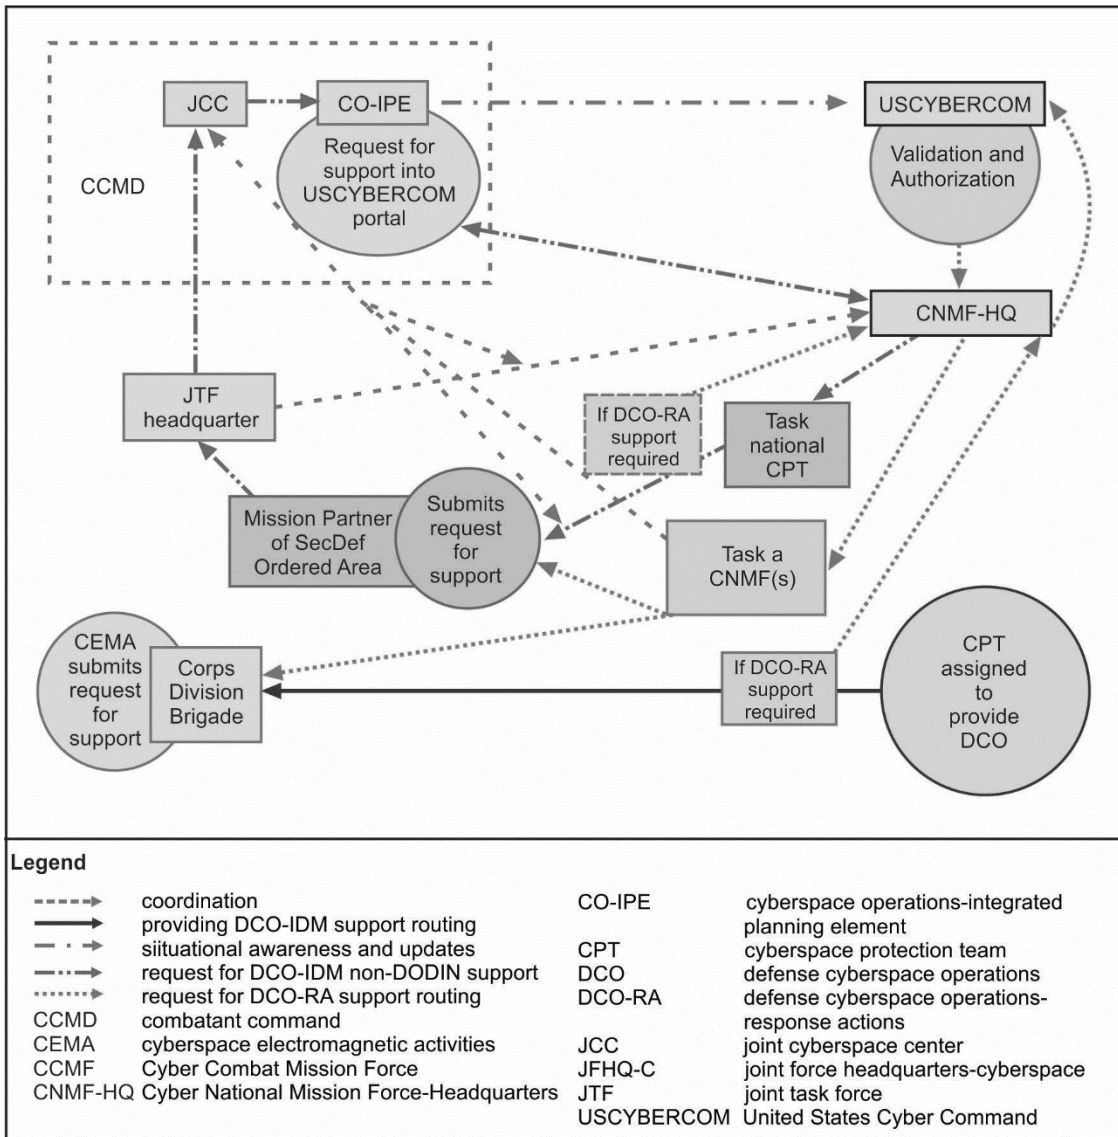 JCC
CO-IPE
USCYBERCOM
Request for
support into
USCYBERCOM
portal
Validation and
Authorization
CCMD
CNMF-HQ
JTF
headquarter
If DCO-RA
support
required
Task
national
CPT
Mission Partner
of SecDef
Ordered Area
Submits
request
for
support
Task a
CNMF(s)
CEMA
submits
request
for
support
Corps
Division
Brigade
If DCO-RA
support
required
CPT
assigned
to
provide
DCO
Legend
coordination
providing DCO-IDM support routing
siituational awareness and updates
request for DCO-IDM non-DODIN support
request for DCO-RA support routing
CCMD combatant command
CEMA cyberspace electromagnetic activities
CCMF Cyber Combat Mission Force
CNMF-HQ Cyber National Mission Force-Headquarters
CO-IPE cyberspace operations-integrated
planning element
CPT cyberspace protection team
DCO defense cyberspace operations
DCO-RA defense cyberspace operations-
response actions
JCC joint cyberspace center
JFHQ-C joint force headquarters-cyberspace
JTF joint task force
USCYBERCOM United States Cyber Command